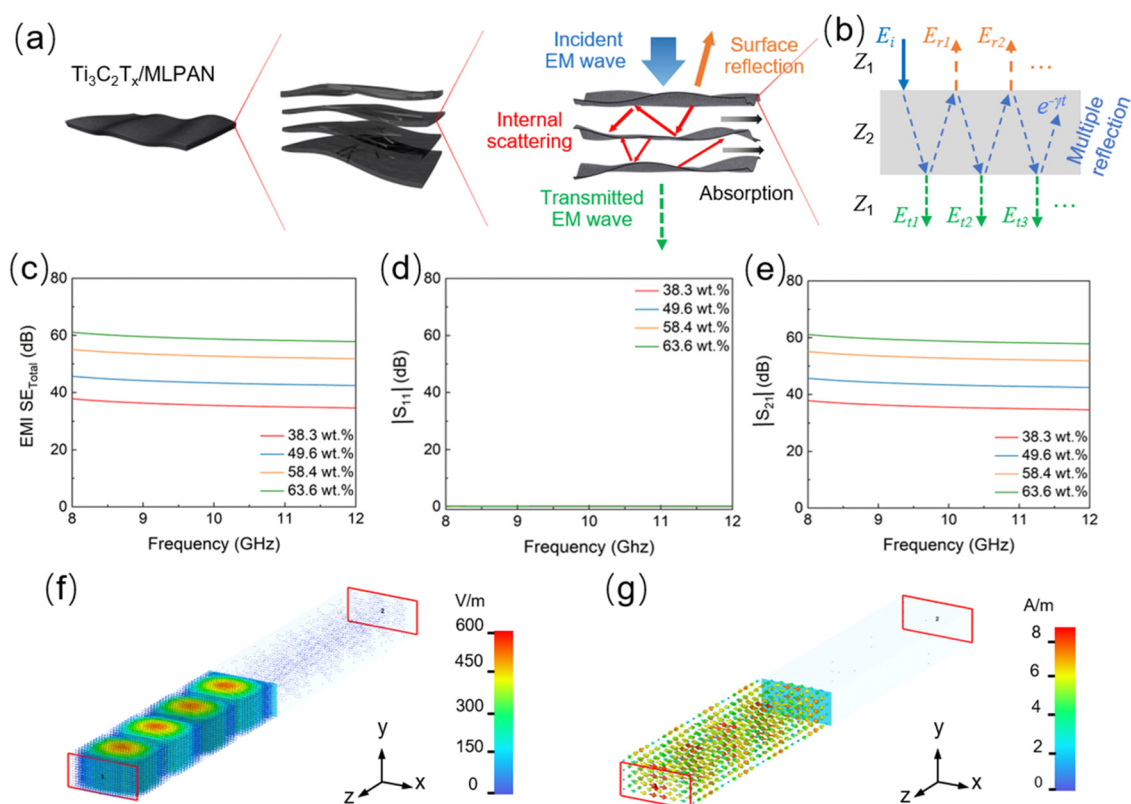 (a)
Ti₃C₂Tₓ/MLPAN
Incident
EM wave
Surface
reflection
Internal
scattering
Transmitted
EM wave
Absorption
(b)
Z₁
Eᵢ
Eᵣ₁
Eᵣ₂
...
Z₂
e^{-γt}
Multiple
reflection
Z₁
Eₜ₁
Eₜ₂
Eₜ₃
...
(c)
EMI SE_{Total} (dB)
80
60
40
20
0
38.3 wt.%
49.6 wt.%
58.4 wt.%
63.6 wt.%
8
9
10
11
12
Frequency (GHz)
(d)
|S₁₁| (dB)
80
60
40
20
0
38.3 wt.%
49.6 wt.%
58.4 wt.%
63.6 wt.%
8
9
10
11
12
Frequency (Ghz)
(e)
|S₂₁| (dB)
80
60
40
20
0
38.3 wt.%
49.6 wt.%
58.4 wt.%
63.6 wt.%
8
9
10
11
12
Frequency (GHz)
(f)
V/m
600
450
300
150
0
2
1
y
x
z
(g)
A/m
8
6
4
2
0
2
y
x
z